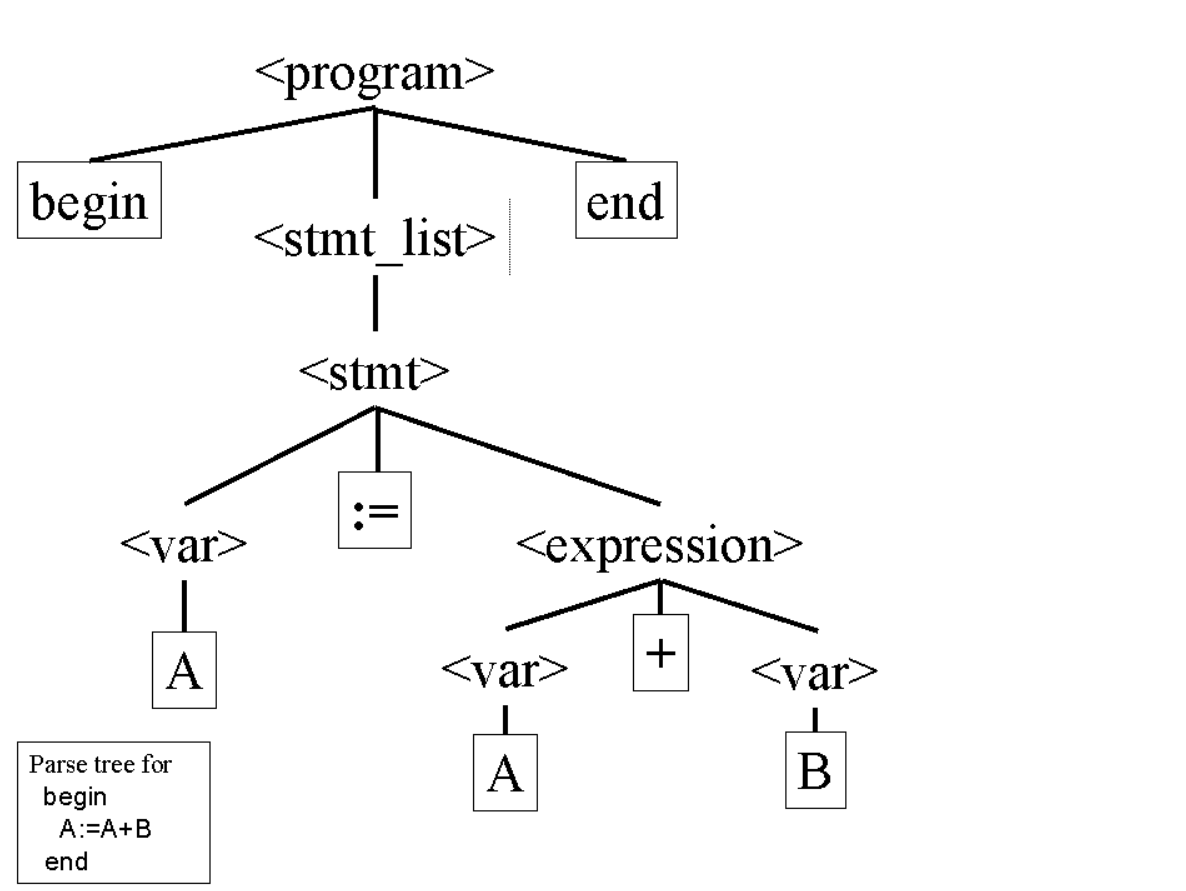 <program>
begin
end
<stmt_list>
<stmt>
:=
<var>
<expression>
A
+
<var>
<var>
A
B
Parse tree for
begin
A:=A+B
end